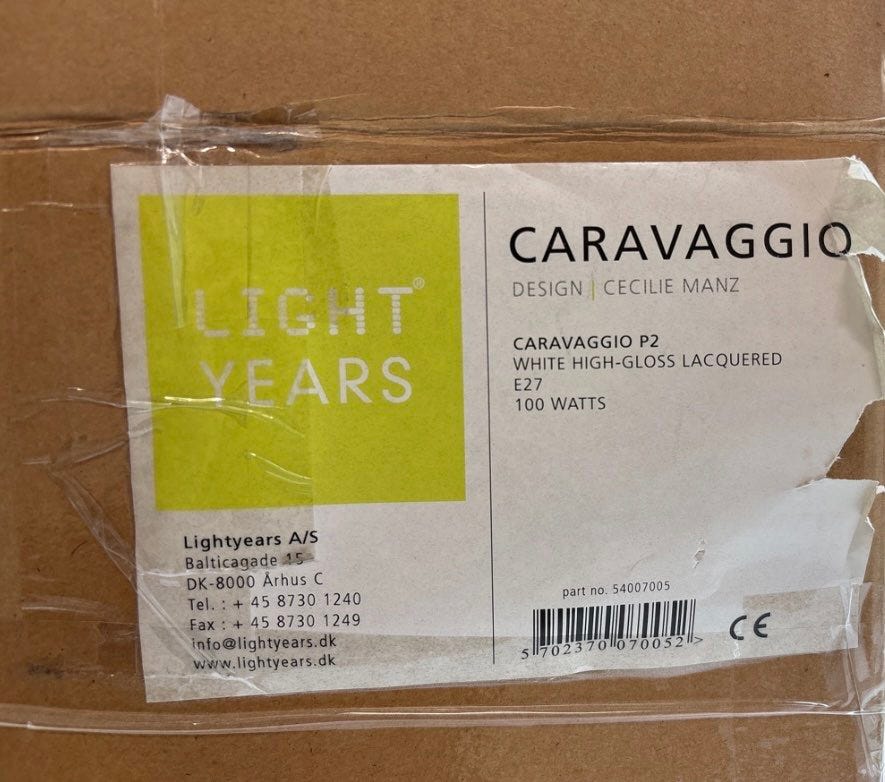 LIGHT®
YEARS
CARAVAGGIO
DESIGN | CECILIE MANZ
CARAVAGGIO P2
WHITE HIGH-GLOSS LACQUERED
E27
100 WATTS
Lightyears A/S
Balticagade 15
DK-8000 Århus C
Tel. : + 45 8730 1240
Fax : + 45 8730 1249
info@lightyears.dk
www.lightyears.dk
part no. 54007005
5 702370 070052 >
CE